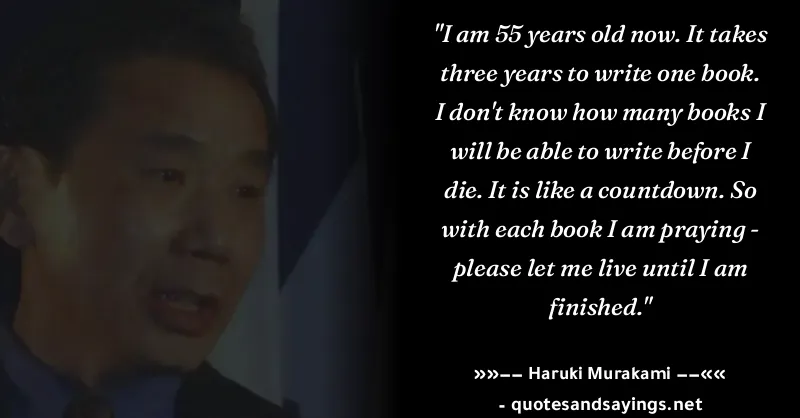 "I am 55 years old now. It takes
three years to write one book.
I don't know how many books I
will be able to write before I
die. It is like a countdown. So
with each book I am praying -
please let me live until I am
finished."
»»−− Haruki Murakami −−««
- quotesandsayings.net